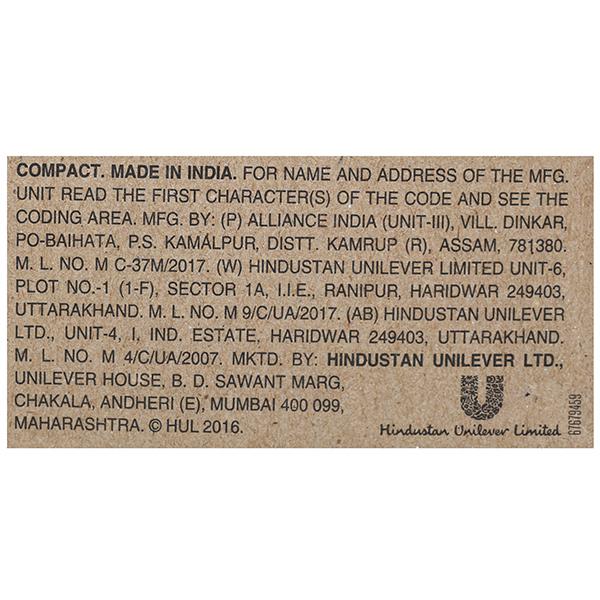 COMPACT. MADE IN INDIA. FOR NAME AND ADDRESS OF THE MFG.
UNIT READ THE FIRST CHARACTER(S) OF THE CODE AND SEE THE
CODING AREA. MFG. BY: (P) ALLIANCE INDIA (UNIT-III), VILL. DINKAR,
PO-BAIHATA, P.S. KAMALPUR, DISTT. KAMRUP (R), ASSAM, 781380.
M. L. NO. M C-37M/2017. (W) HINDUSTAN UNILEVER LIMITED UNIT-6,
PLOT NO.-1 (1-F), SECTOR 1A, I.I.E., RANIPUR, HARIDWAR 249403,
UTTARAKHAND. M. L. NO. M 9/C/UA/2017. (AB) HINDUSTAN UNILEVER
LTD., UNIT-4, I, IND. ESTATE, HARIDWAR 249403, UTTARAKHAND.
M. L. NO. M 4/C/UA/2007. MKTD. BY: HINDUSTAN UNILEVER LTD.,
UNILEVER HOUSE, B. D. SAWANT MARG,
CHAKALA, ANDHERI (E), MUMBAI 400 099,
MAHARASHTRA. © HUL 2016.
Hindustan Unilever Limited
67679459